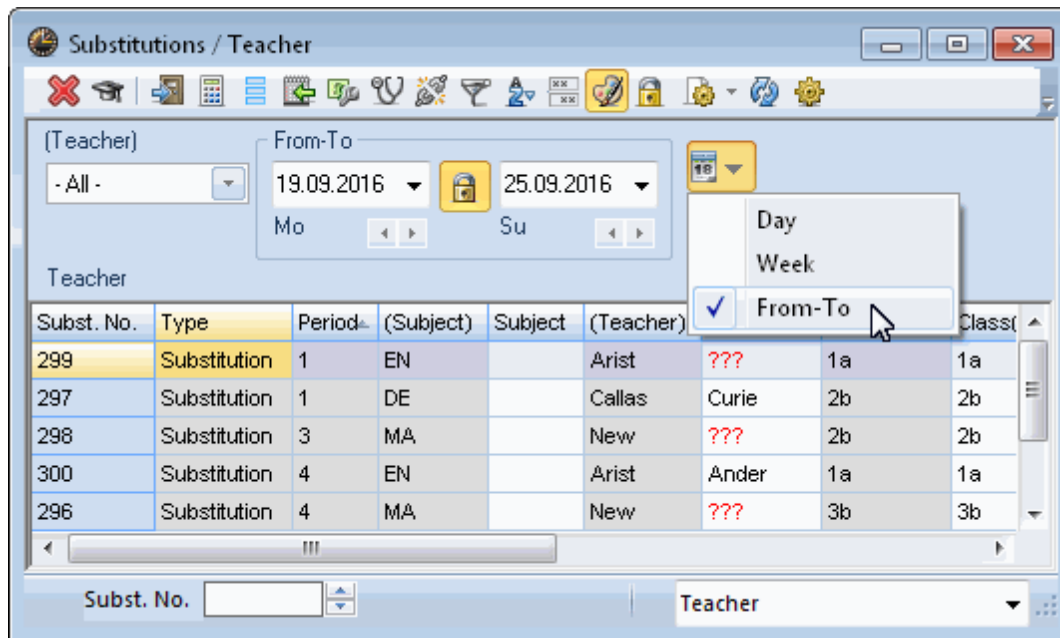 Substitutions / Teacher
(Teacher) From-To
- All - 19.09.2016 25.09.2016 18
Mo Su
Day
Week
From-To
Teacher
Subst. No. Type Period (Subject) Subject (Teacher) Class(
299 Substitution 1 EN Arist ??? 1a 1a
297 Substitution 1 DE Callas Curie 2b 2b
298 Substitution 3 MA New ??? 2b 2b
300 Substitution 4 EN Arist Ander 1a 1a
296 Substitution 4 MA New ??? 3b 3b
Subst. No. Teacher